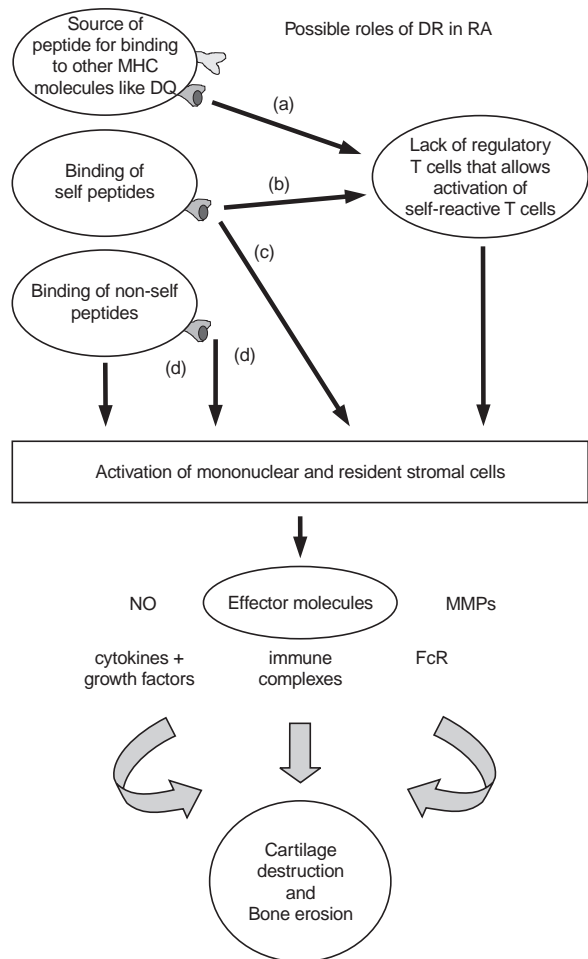 Possible roles of DR in RA
Source of
peptide for binding
to other MHC
molecules like DQ
(a)
Lack of regulatory
T cells that allows
activation of
self-reactive T cells
Binding of
self peptides
(b)
(c)
Binding of non-self
peptides
(d)
(d)
Activation of mononuclear and resident stromal cells
NO
Effector molecules
MMPs
cytokines +
growth factors
immune
complexes
FcR
Cartilage
destruction
and
Bone erosion